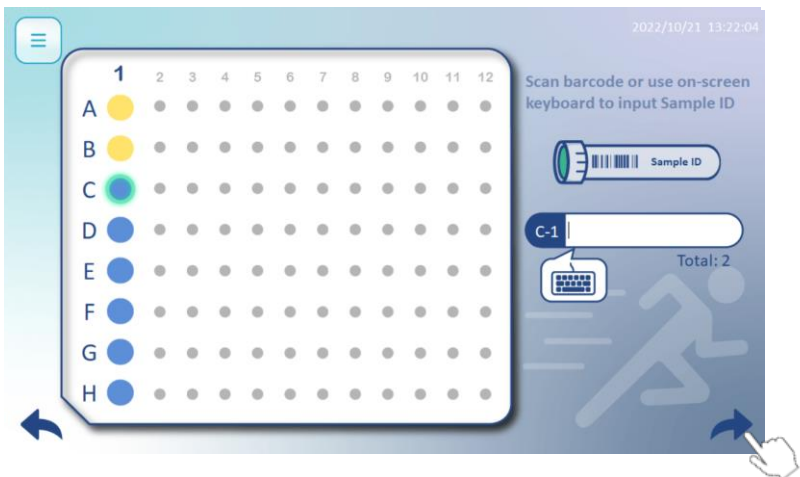 2022/10/21 13:22:04
1 2 3 4 5 6 7 8 9 10 11 12
A
B
C
D
E
F
G
H
Scan barcode or use on-screen
keyboard to input Sample ID
Sample ID
C-1
Total: 2